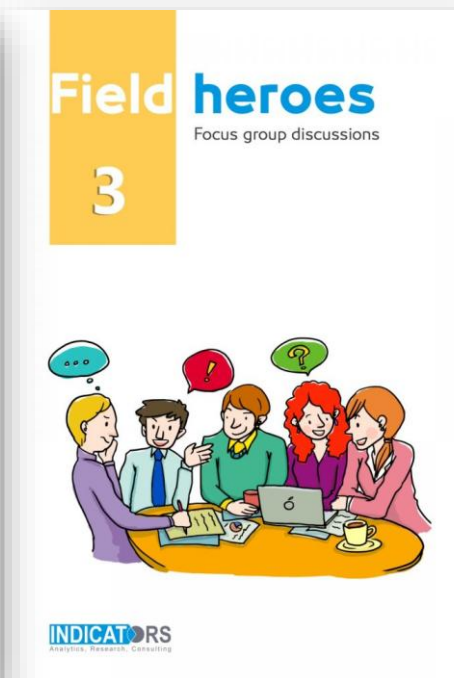 Field heroes
Focus group discussions
3
...
!
?
INDICATORS
Analytics, Research, Consulting